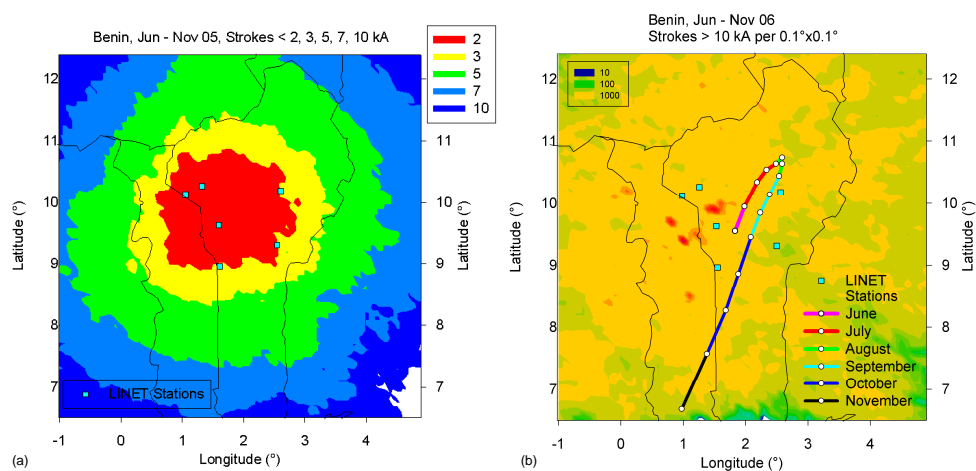 Benin, Jun - Nov 05, Strokes < 2, 3, 5, 7, 10 kA
2
3
5
7
10
12
11
10
9
8
7
Latitude (°)
12
11
10
9
8
7
Latitude (°)
LINET Stations
-1
0
1
2
3
4
Longitude (°)
(a)
Benin, Jun - Nov 06
Strokes > 10 kA per 0.1°x0.1°
10
100
1000
12
11
10
9
8
7
Latitude (°)
12
11
10
9
8
7
Latitude (°)
LINET
Stations
June
July
August
September
October
November
-1
0
1
2
3
4
Longitude (°)
(b)